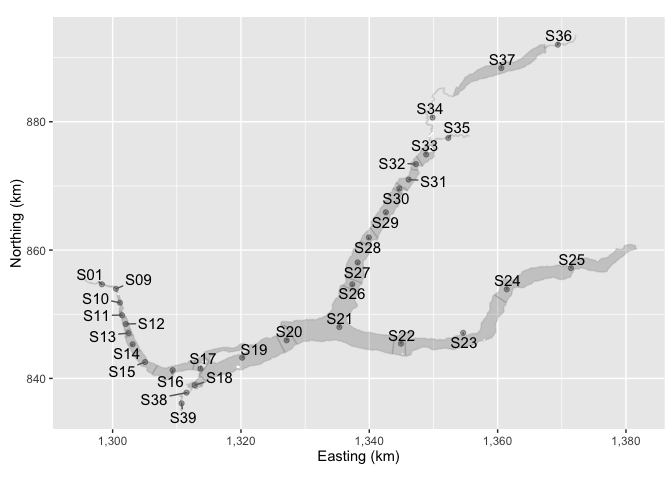 S36
S37
880
S34
S35
S33
S32
S31
S30
S29
Northing (km)
860
S28
S27
S26
S25
S24
S01
S09
S10
S11
S12
S13
S14
S15
S16
S17
S18
S19
S20
S21
S22
S23
840
S38
S39
1,300
1,320
1,340
1,360
1,380
Easting (km)